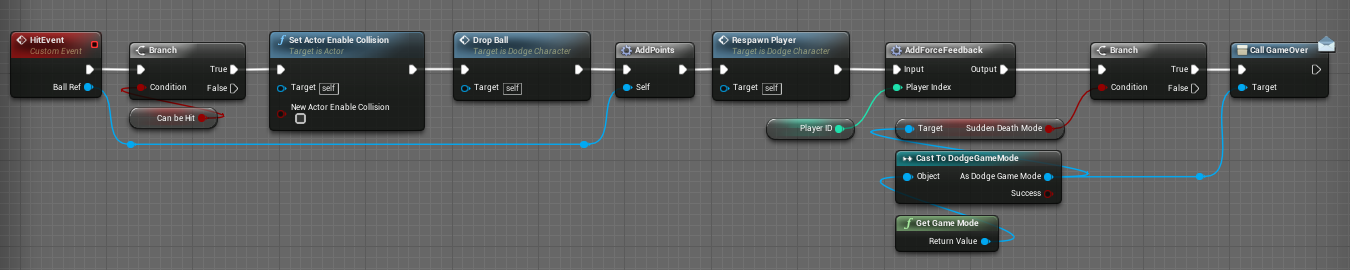 HitEvent
Custom Event
Ball Ref
Branch
True
Condition
False
Can be Hit
Set Actor Enable Collision
Target is Actor
Target self
New Actor Enable Collision
Drop Ball
Target is Dodge Character
Target self
AddPoints
Self
Respawn Player
Target is Dodge Character
Target self
Player ID
AddForceFeedback
Input Output
Player Index
Target Sudden Death Mode
Cast To DodgeGameMode
Object As Dodge Game Mode
Success
Get Game Mode
Return Value
Branch
True
Condition
False
Call GameOver
Target